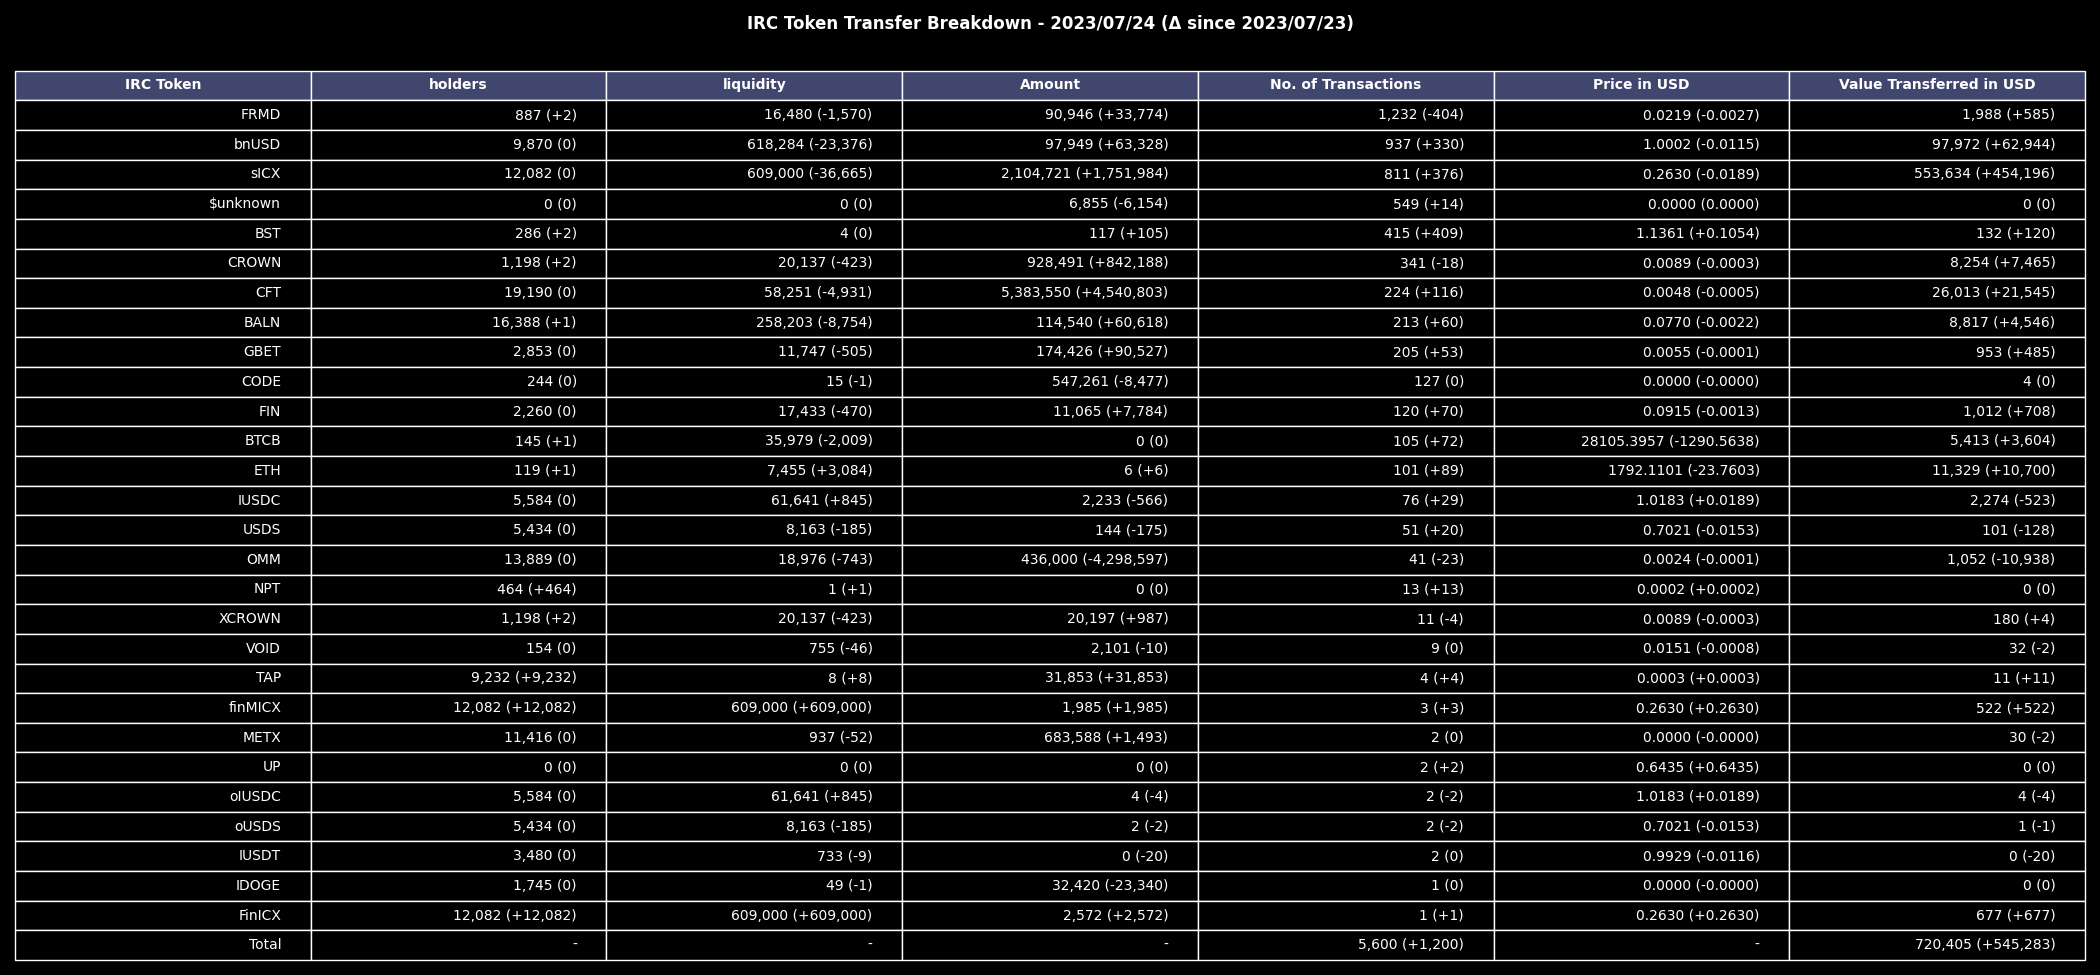 IRC Token Transfer Breakdown - 2023/07/24 (Δ since 2023/07/23)
IRC Token holders liquidity Amount No. of Transactions Price in USD Value Transferred in USD
FRMD 887 (+2) 16,480 (-1,570) 90,946 (+33,774) 1,232 (-404) 0.0219 (-0.0027) 1,988 (+585)
bnUSD 9,870 (0) 618,284 (-23,376) 97,949 (+63,328) 937 (+330) 1.0002 (-0.0115) 97,972 (+62,944)
sICX 12,082 (0) 609,000 (-36,665) 2,104,721 (+1,751,984) 811 (+376) 0.2630 (-0.0189) 553,634 (+454,196)
$unknown 0 (0) 0 (0) 6,855 (-6,154) 549 (+14) 0.0000 (0.0000) 0 (0)
BST 286 (+2) 4 (0) 117 (+105) 415 (+409) 1.1361 (+0.1054) 132 (+120)
CROWN 1,198 (+2) 20,137 (-423) 928,491 (+842,188) 341 (-18) 0.0089 (-0.0003) 8,254 (+7,465)
CFT 19,190 (0) 58,251 (-4,931) 5,383,550 (+4,540,803) 224 (+116) 0.0048 (-0.0005) 26,013 (+21,545)
BALN 16,388 (+1) 258,203 (-8,754) 114,540 (+60,618) 213 (+60) 0.0770 (-0.0022) 8,817 (+4,546)
GBET 2,853 (0) 11,747 (-505) 174,426 (+90,527) 205 (+53) 0.0055 (-0.0001) 953 (+485)
CODE 244 (0) 15 (-1) 547,261 (-8,477) 127 (0) 0.0000 (-0.0000) 4 (0)
FIN 2,260 (0) 17,433 (-470) 11,065 (+7,784) 120 (+70) 0.0915 (-0.0013) 1,012 (+708)
BTCB 145 (+1) 35,979 (-2,009) 0 (0) 105 (+72) 28105.3957 (-1290.5638) 5,413 (+3,604)
ETH 119 (+1) 7,455 (+3,084) 6 (+6) 101 (+89) 1792.1101 (-23.7603) 11,329 (+10,700)
IUSDC 5,584 (0) 61,641 (+845) 2,233 (-566) 76 (+29) 1.0183 (+0.0189) 2,274 (-523)
USDS 5,434 (0) 8,163 (-185) 144 (-175) 51 (+20) 0.7021 (-0.0153) 101 (-128)
OMM 13,889 (0) 18,976 (-743) 436,000 (-4,298,597) 41 (-23) 0.0024 (-0.0001) 1,052 (-10,938)
NPT 464 (+464) 1 (+1) 0 (0) 13 (+13) 0.0002 (+0.0002) 0 (0)
XCROWN 1,198 (+2) 20,137 (-423) 20,197 (+987) 11 (-4) 0.0089 (-0.0003) 180 (+4)
VOID 154 (0) 755 (-46) 2,101 (-10) 9 (0) 0.0151 (-0.0008) 32 (-2)
TAP 9,232 (+9,232) 8 (+8) 31,853 (+31,853) 4 (+4) 0.0003 (+0.0003) 11 (+11)
finMICX 12,082 (+12,082) 609,000 (+609,000) 1,985 (+1,985) 3 (+3) 0.2630 (+0.2630) 522 (+522)
METX 11,416 (0) 937 (-52) 683,588 (+1,493) 2 (0) 0.0000 (-0.0000) 30 (-2)
UP 0 (0) 0 (0) 0 (0) 2 (+2) 0.6435 (+0.6435) 0 (0)
oIUSDC 5,584 (0) 61,641 (+845) 4 (-4) 2 (-2) 1.0183 (+0.0189) 4 (-4)
oUSDS 5,434 (0) 8,163 (-185) 2 (-2) 2 (-2) 0.7021 (-0.0153) 1 (-1)
IUSDT 3,480 (0) 733 (-9) 0 (-20) 2 (0) 0.9929 (-0.0116) 0 (-20)
IDOGE 1,745 (0) 49 (-1) 32,420 (-23,340) 1 (0) 0.0000 (-0.0000) 0 (0)
FinICX 12,082 (+12,082) 609,000 (+609,000) 2,572 (+2,572) 1 (+1) 0.2630 (+0.2630) 677 (+677)
Total - - - 5,600 (+1,200) - 720,405 (+545,283)